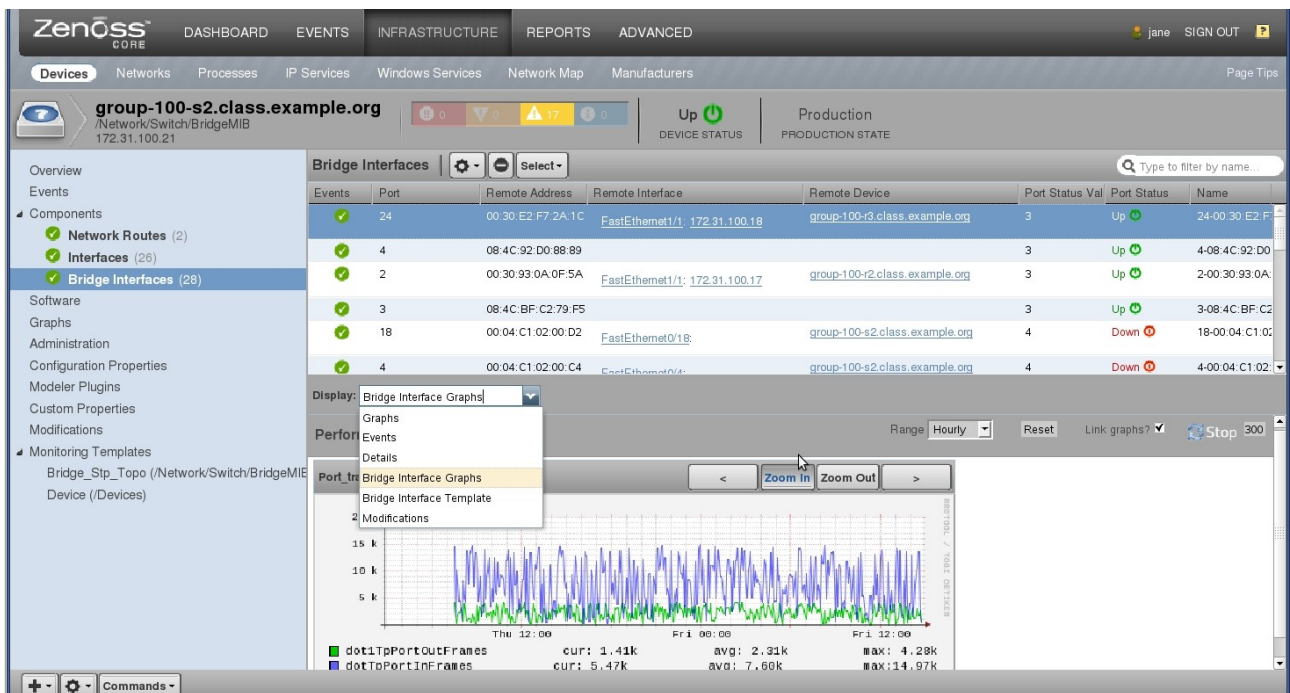 Zenōss CORE
DASHBOARD EVENTS INFRASTRUCTURE REPORTS ADVANCED jane SIGN OUT ?
Devices Networks Processes IP Services Windows Services Network Map Manufacturers Page Tips
group-100-s2.class.example.org
/Network/Switch/BridgeMIB
172.31.100.21
0 0 17 0
Up
DEVICE STATUS
Production
PRODUCTION STATE
Overview
Events
Components
Network Routes (2)
Interfaces (26)
Bridge Interfaces (28)
Software
Graphs
Administration
Configuration Properties
Modeler Plugins
Custom Properties
Modifications
Monitoring Templates
Bridge_Stp_Topo (/Network/Switch/BridgeMIB
Device (/Devices)
Bridge Interfaces Select Type to filter by name...
Events Port Remote Address Remote Interface Remote Device Port Status Val Port Status Name
24 00:30:E2:F7:2A:1C FastEthernet1/1: 172.31.100.18 group-100-r3.class.example.org 3 Up 24-00:30:E2:F7
4 08:4C:92:D0:88:89 3 Up 4-08:4C:92:D0
2 00:30:93:0A:0F:5A FastEthernet1/1: 172.31.100.17 group-100-r2.class.example.org 3 Up 2-00:30:93:0A:
3 08:4C:BF:C2:79:F5 3 Up 3-08:4C:BF:C2
18 00:04:C1:02:00:D2 FastEthernet0/18: group-100-s2.class.example.org 4 Down 18-00:04:C1:02
4 00:04:C1:02:00:C4 FastEthernet0/4: group-100-s2.class.example.org 4 Down 4-00:04:C1:02:
Display: Bridge Interface Graphs
Graphs
Events
Details
Bridge Interface Graphs
Bridge Interface Template
Modifications
Range Hourly Reset Link graphs? Stop 300
< Zoom In Zoom Out >
15 k
10 k
5 k
Thu 12:00 Fri 00:00 Fri 12:00
RRDTOOL / TOBI OETIKER
dot1TpPortOutFrames cur: 1.41k avg: 2.31k max: 4.28k
dotTpPortInFrames cur: 5.47k avg: 7.60k max:14.97k
Commands